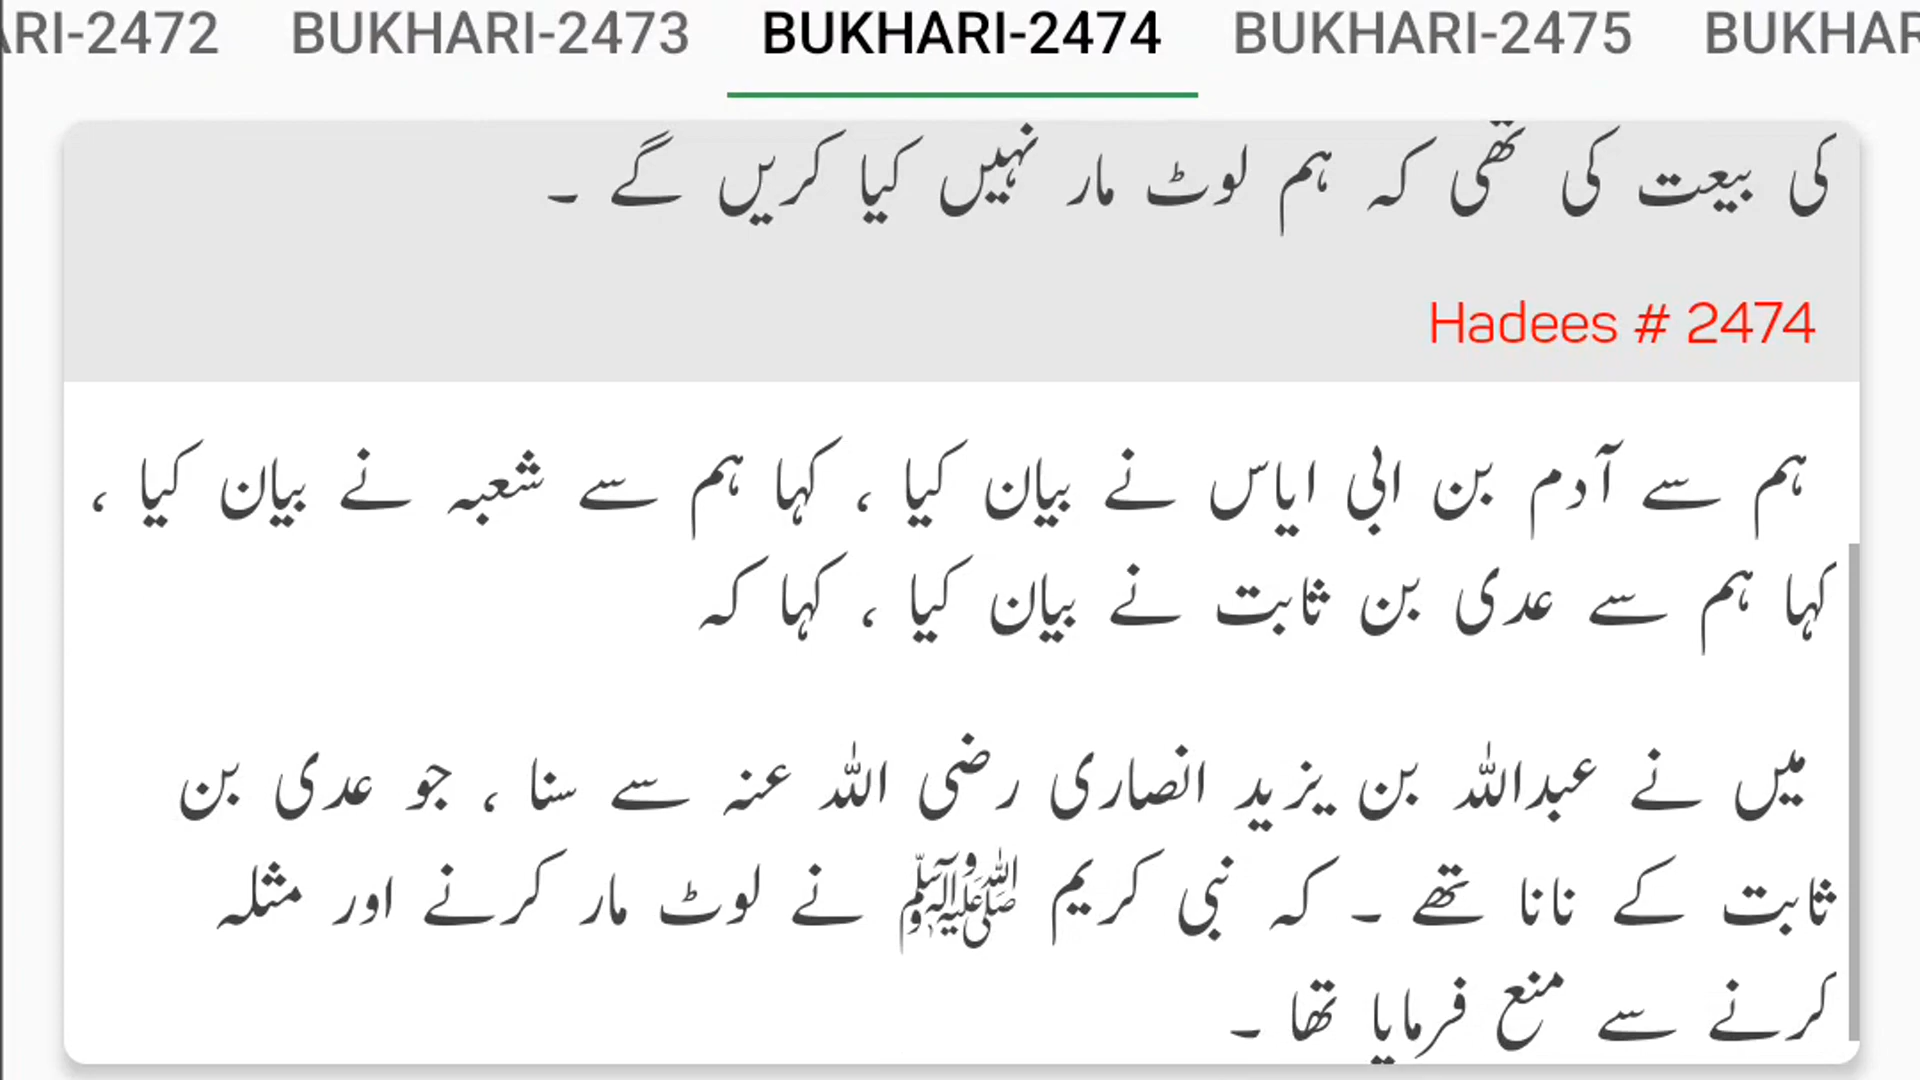 RI-2472 BUKHARI-2473 BUKHARI-2474 BUKHARI-2475 BUKHAR
کی بیعت کی تھی کہ ہم لوٹ مار نہیں کیا کریں گے ۔
Hadees # 2474
ہم سے آدم بن ابی ایاس نے بیان کیا ، کہا ہم سے شعبہ نے بیان کیا ،
کہا ہم سے عدی بن ثابت نے بیان کیا ، کہا کہ
میں نے عبداللہ بن یزید انصاری رضی اللہ عنہ سے سنا ، جو عدی بن
ثابت کے نانا تھے ۔ کہ نبی کریم ﷺ نے لوٹ مار کرنے اور مثلہ
کرنے سے منع فرمایا تھا ۔